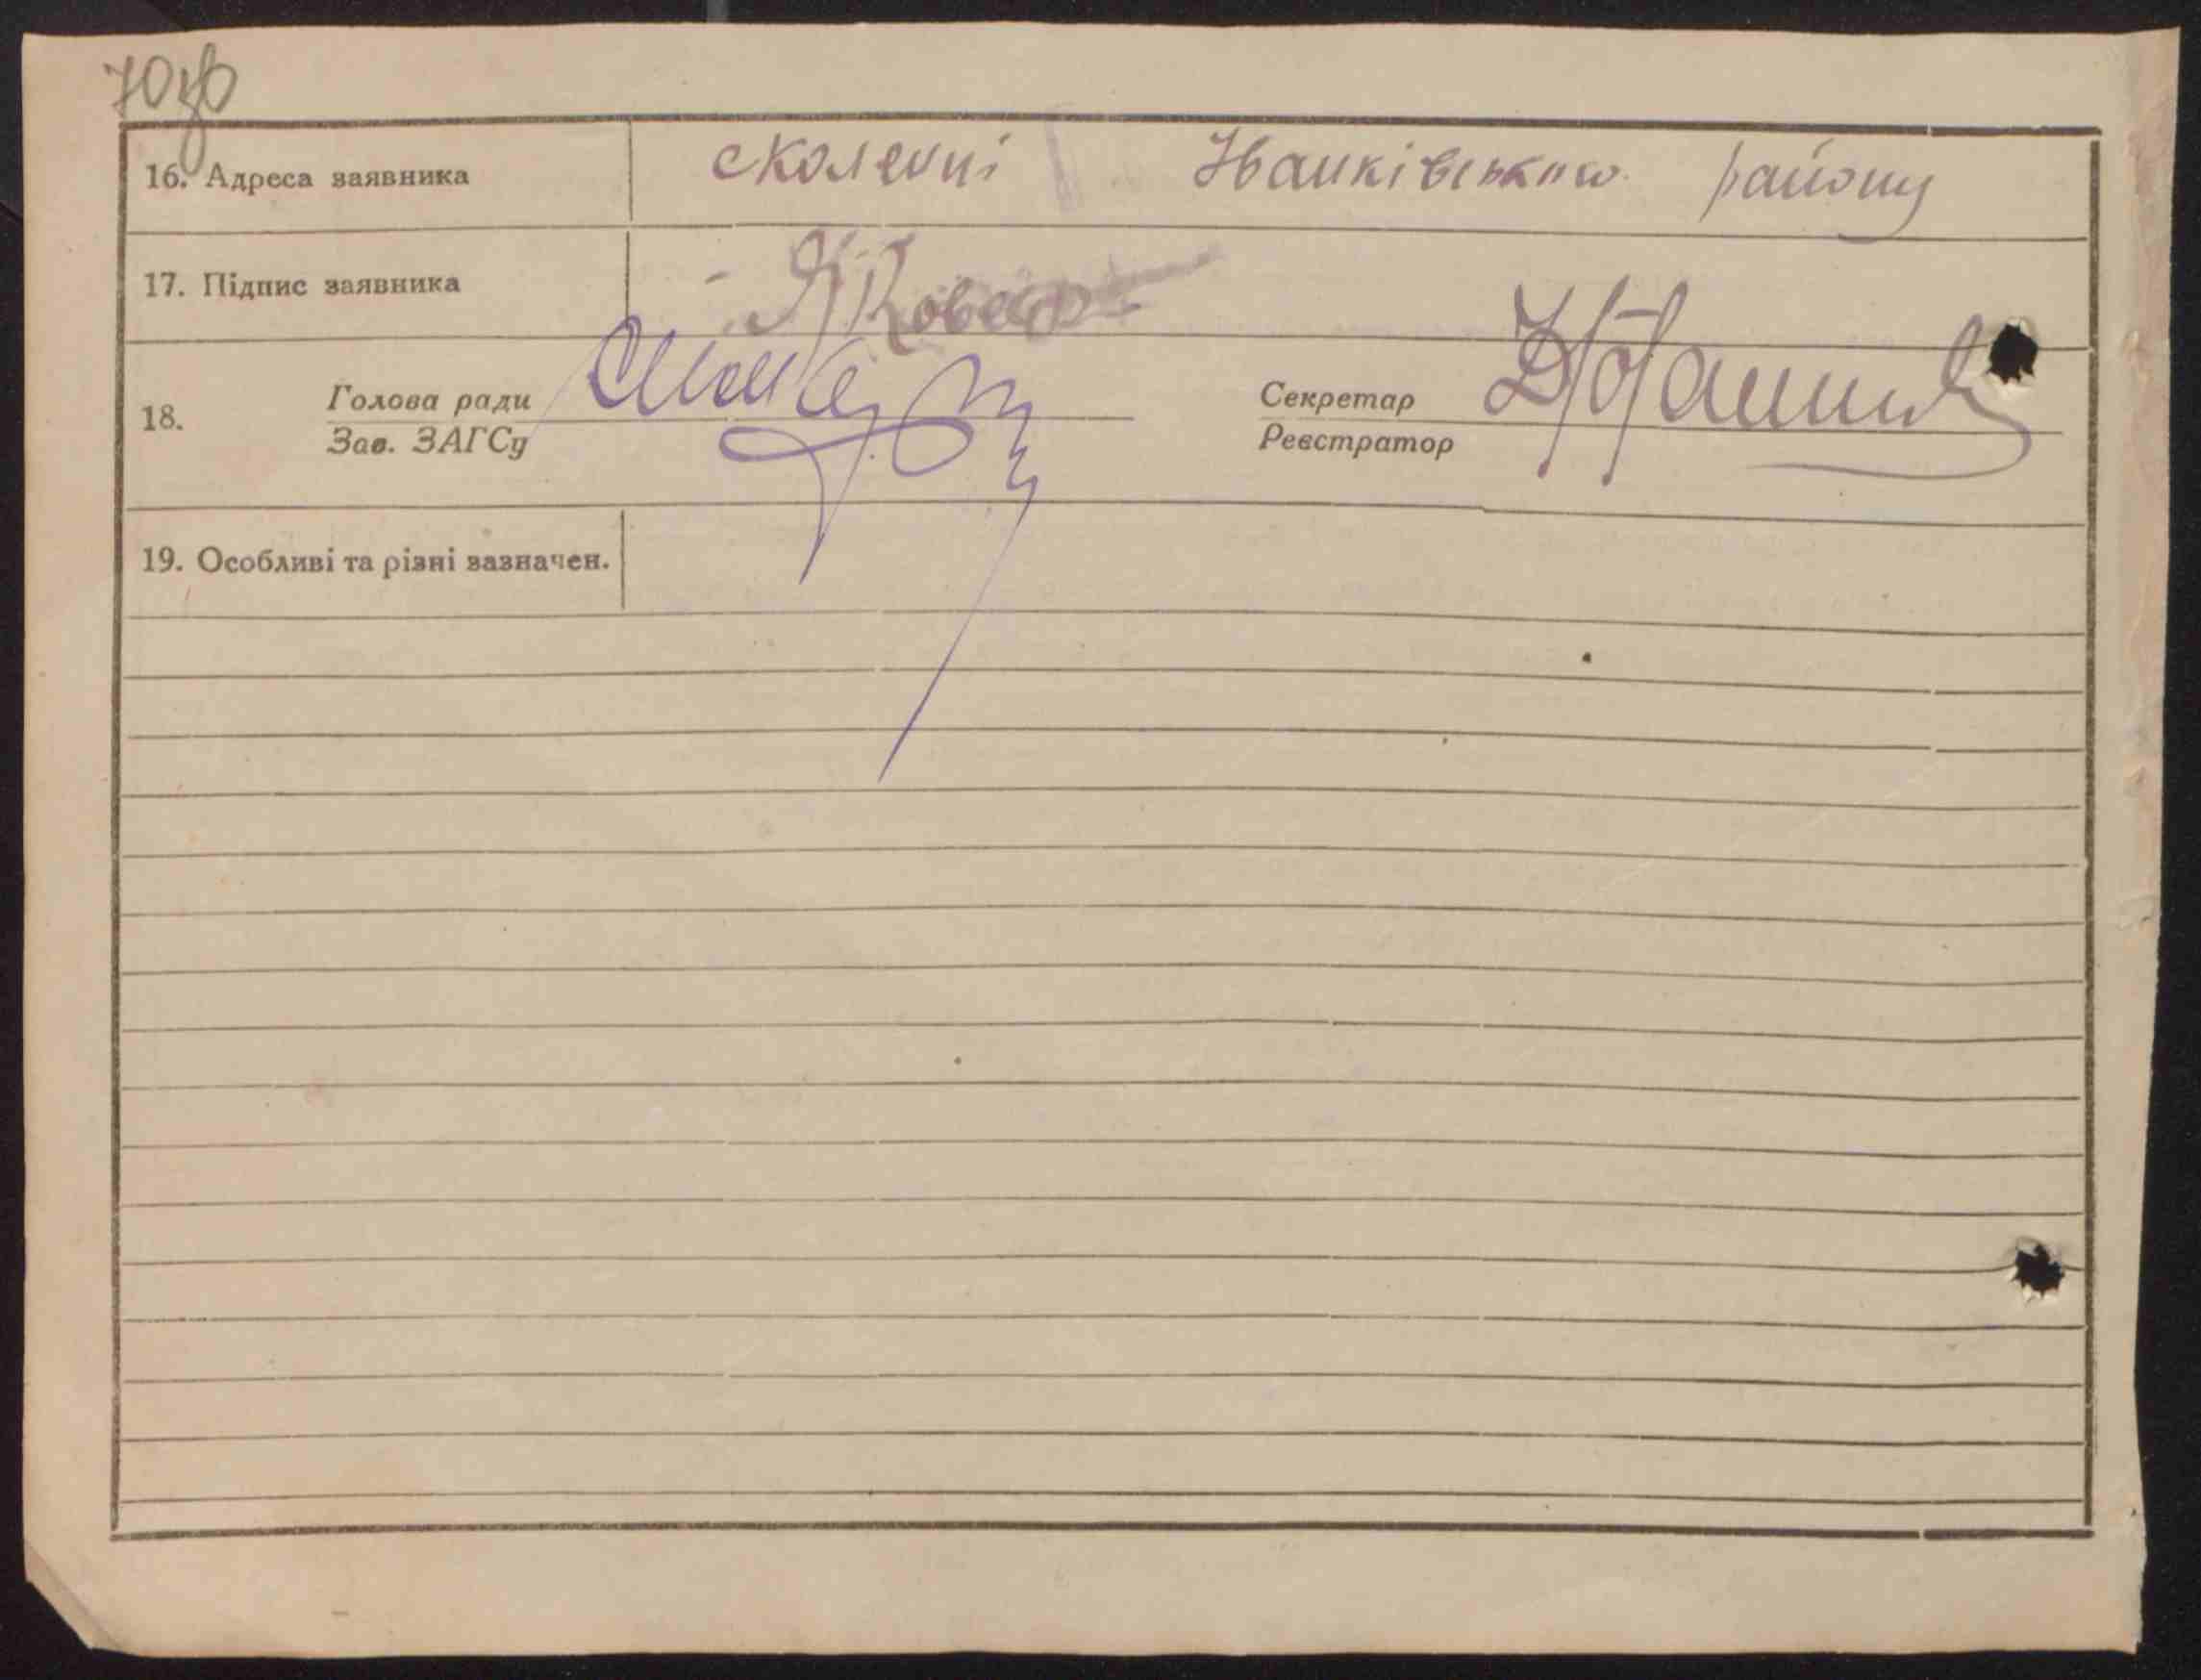 70зв
16. Адреса заявника с Коленці Іванківського району
17. Підпис заявника
18. Голова ради Секретар
Зав. ЗАГСу Реєстратор
19. Особливі та різні зазначен.